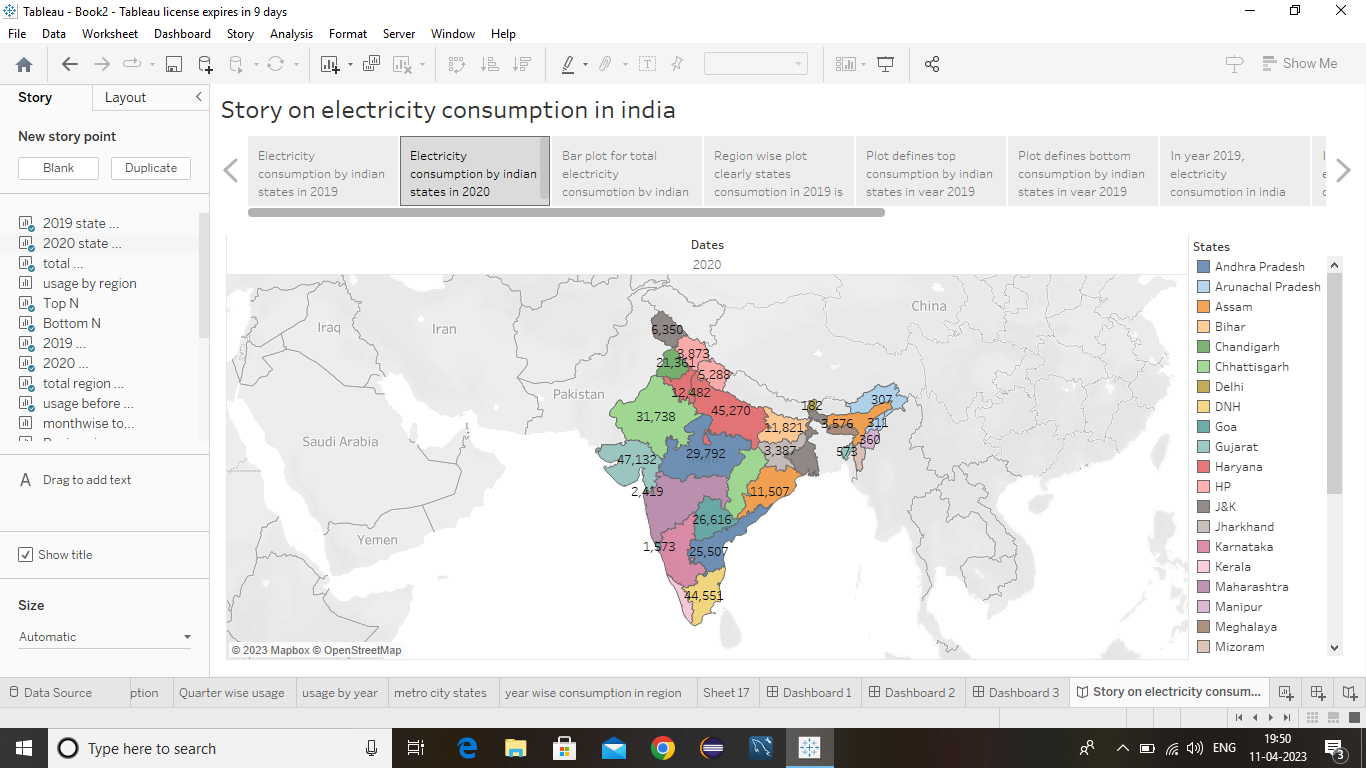 Tableau - Book2 - Tableau license expires in 9 days
File Data Worksheet Dashboard Story Analysis Format Server Window Help
Show Me
Story Layout
New story point
Blank Duplicate
2019 state ...
2020 state ...
total ...
usage by region
Top N
Bottom N
2019 ...
2020 ...
total region ...
usage before ...
monthwise to...
A Drag to add text
Show title
Size
Automatic
Story on electricity consumption in india
Electricity
consumption by indian
states in 2019
Electricity
consumption by indian
states in 2020
Bar plot for total
electricity
consumption by indian
Region wise plot
clearly states
consumption in 2019 is
Plot defines top
consumption by indian
states in year 2019
Plot defines bottom
consumption by indian
states in year 2019
In year 2019,
electricity
consumption in india
Dates
2020
China
Iraq
Iran
Pakistan
Saudi Arabia
Yemen
6,350
3,873
21,361
5,288
12,482
31,738
45,270
182
307
11,821
3,576
311
360
29,792
3,387
573
47,132
2,419
11,507
26,616
1,573
25,507
44,551
© 2023 Mapbox © OpenStreetMap
States
Andhra Pradesh
Arunachal Pradesh
Assam
Bihar
Chandigarh
Chhattisgarh
Delhi
DNH
Goa
Gujarat
Haryana
HP
J&K
Jharkhand
Karnataka
Kerala
Maharashtra
Manipur
Meghalaya
Mizoram
Data Source ption Quarter wise usage usage by year metro city states year wise consumption in region Sheet 17 Dashboard 1 Dashboard 2 Dashboard 3 Story on electricity consum...
Type here to search
ENG
19:50
11-04-2023
3